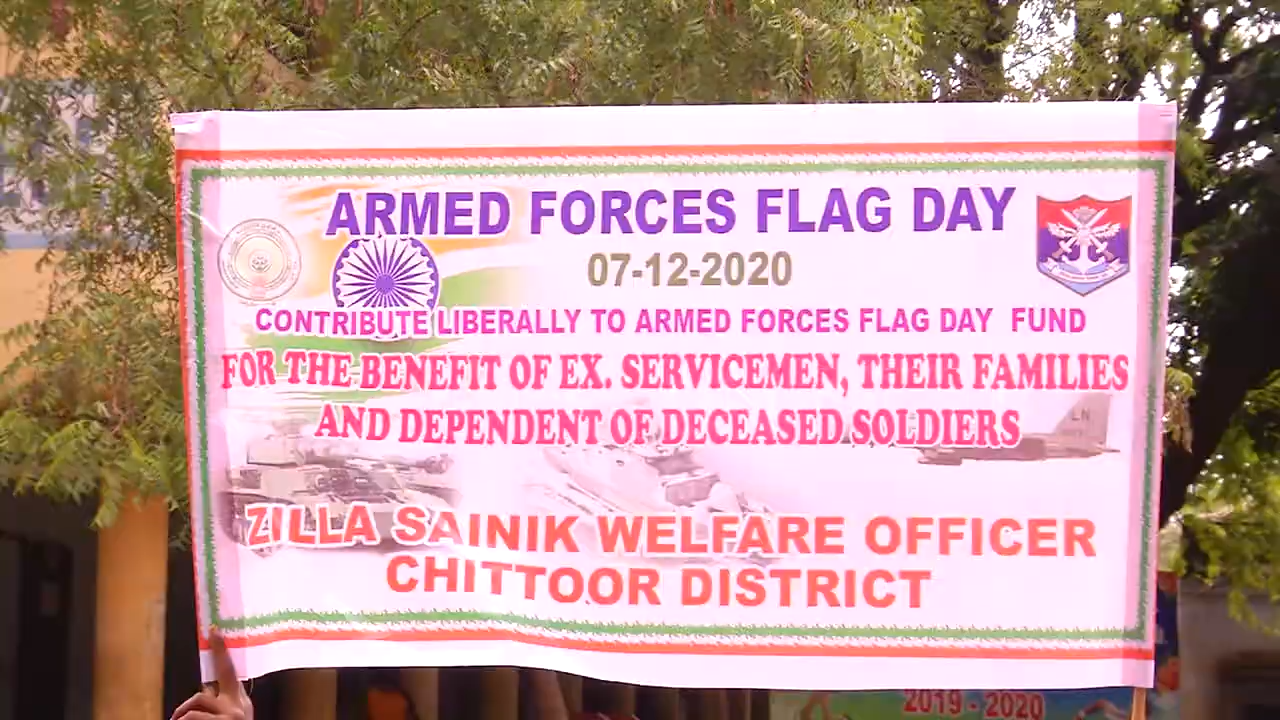 ARMED FORCES FLAG DAY
07-12-2020
CONTRIBUTE LIBERALLY TO ARMED FORCES FLAG DAY FUND
FOR THE BENEFIT OF EX. SERVICEMEN, THEIR FAMILIES
AND DEPENDENT OF DECEASED SOLDIERS
LN
ZILLA SAINIK WELFARE OFFICER
CHITTOOR DISTRICT
2019 - 2020